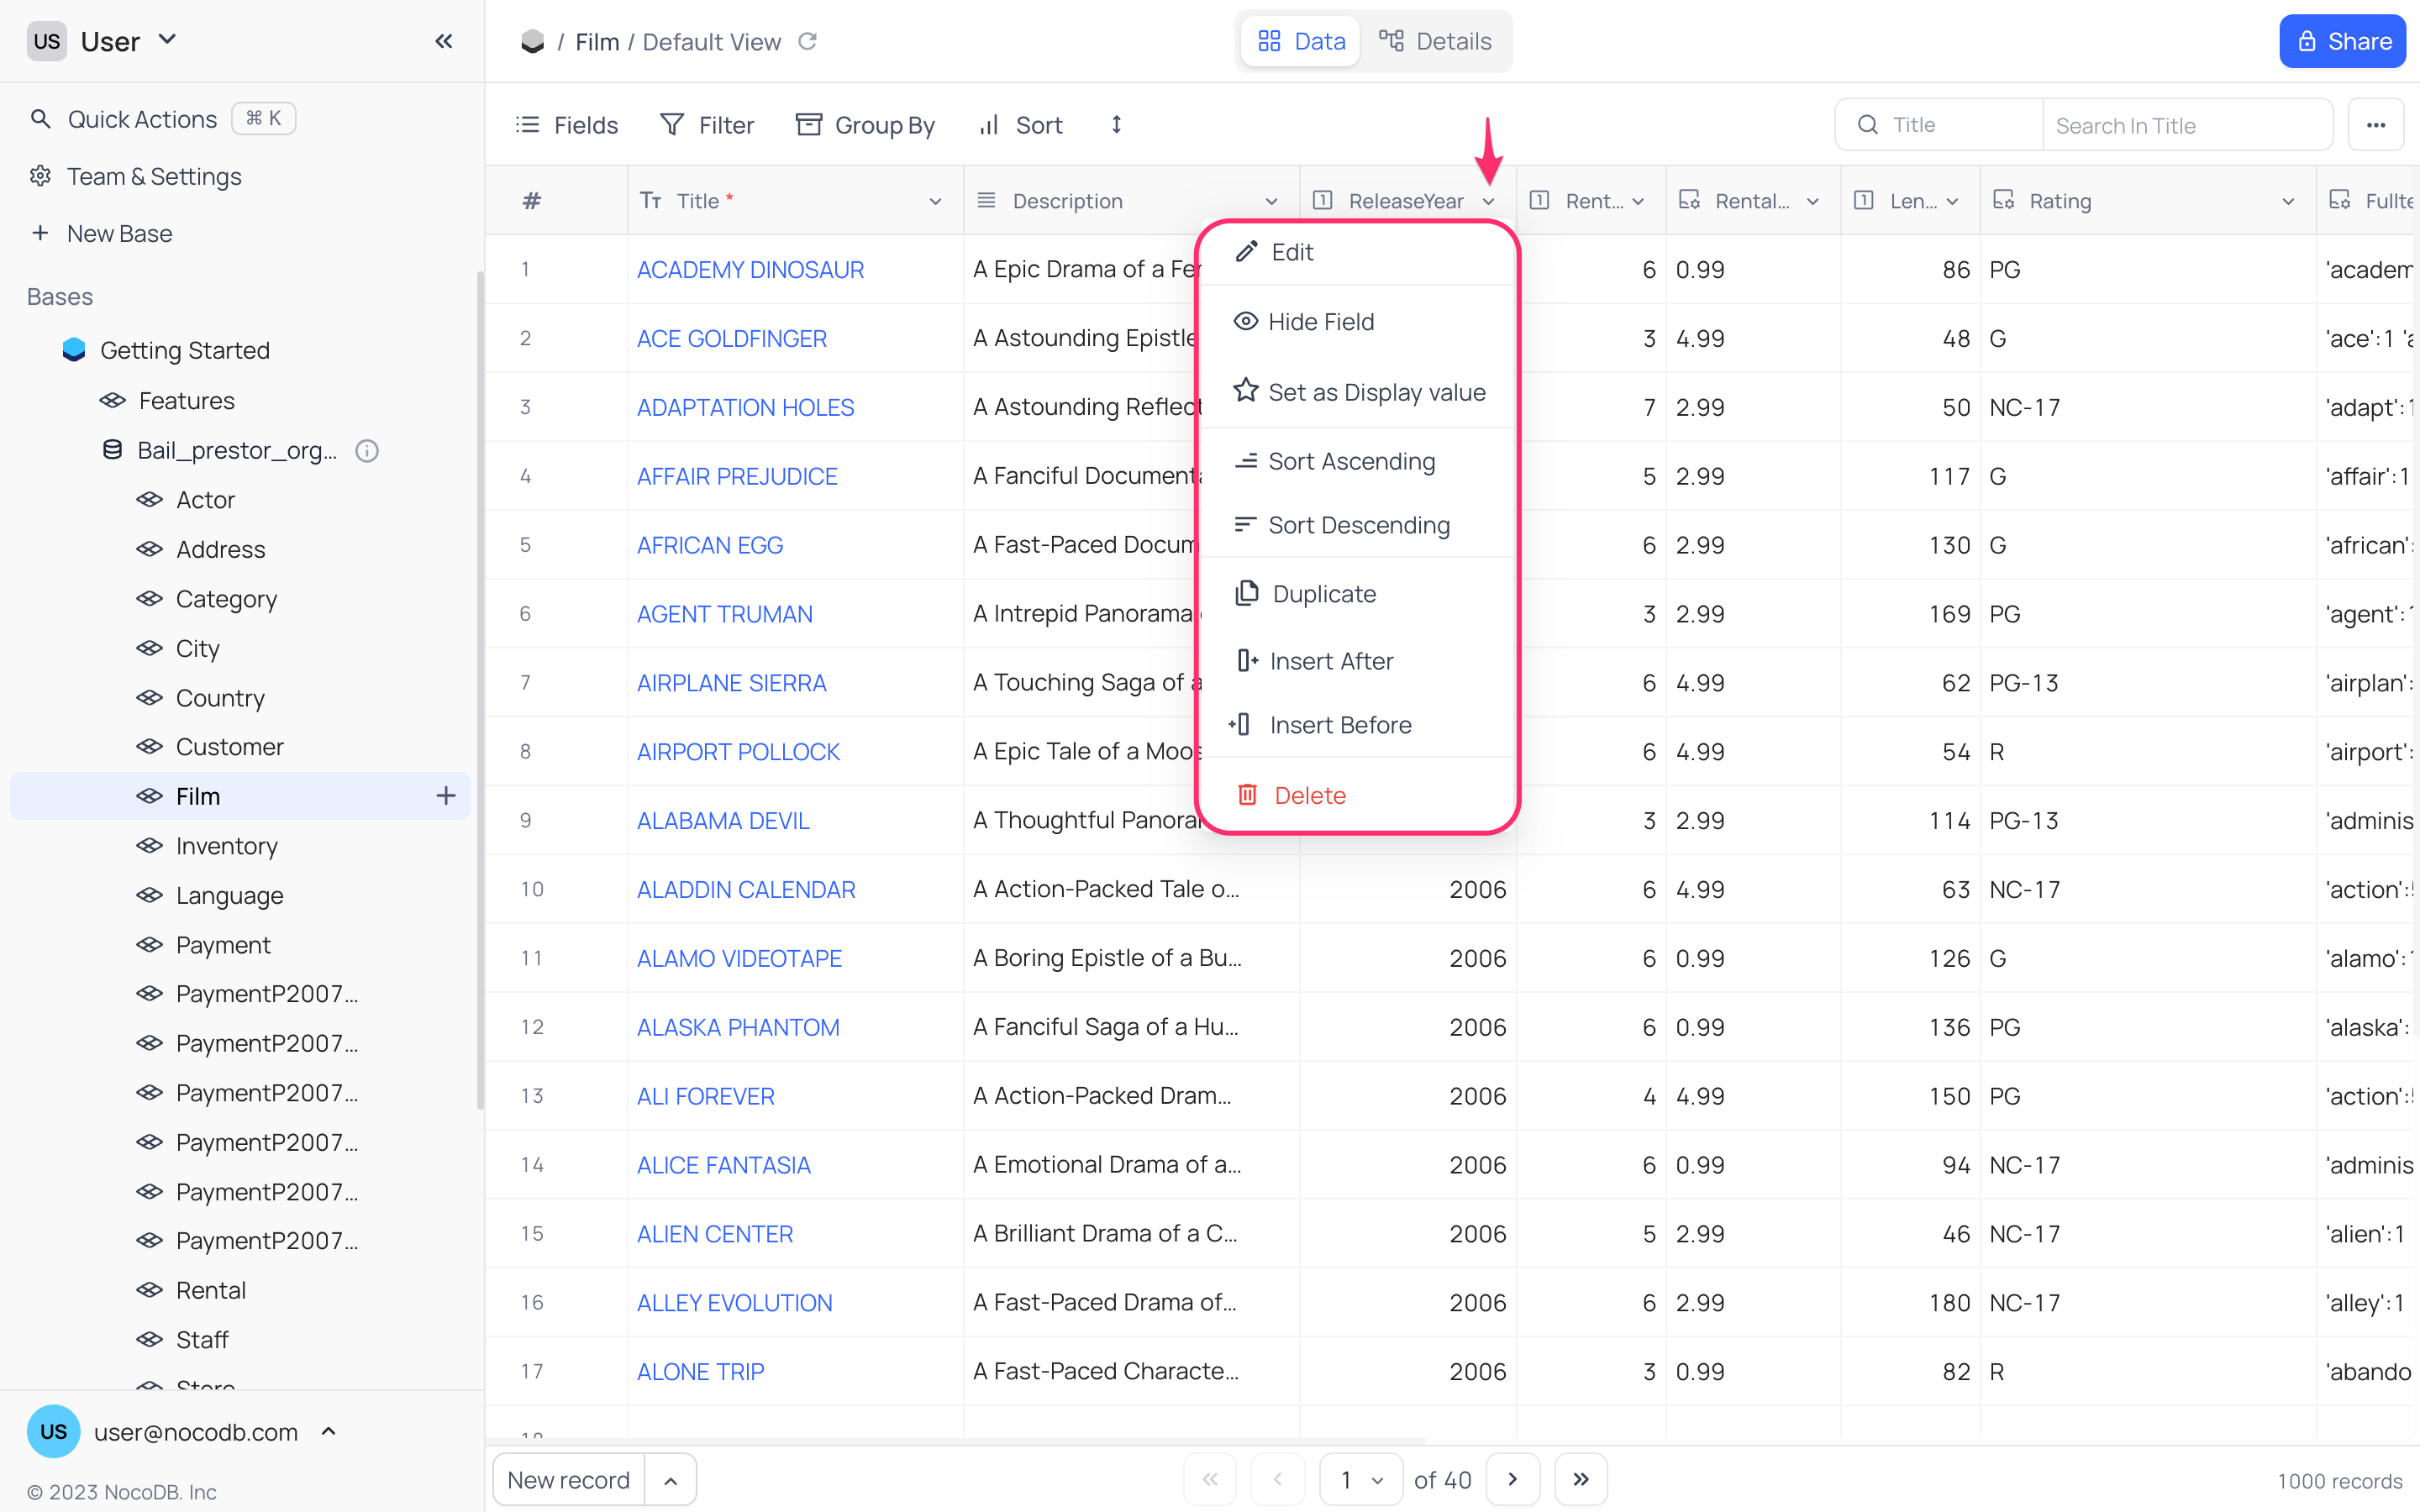 US User
/ Film / Default View
Data
Details
Share
Quick Actions
⌘ K
Team & Settings
New Base
Bases
Getting Started
Features
Bail_prestor_org...
Actor
Address
Category
City
Country
Customer
Film
Inventory
Language
Payment
PaymentP2007...
PaymentP2007...
PaymentP2007...
PaymentP2007...
PaymentP2007...
PaymentP2007...
Rental
Staff
Store
US user@nocodb.com
© 2023 NocoDB. Inc
Fields
Filter
Group By
Sort
Title
Search In Title
# Title * Description ReleaseYear Rent... Rental... Len... Rating Fullte
1 ACADEMY DINOSAUR A Epic Drama of a Fe 6 0.99 86 PG 'academ
2 ACE GOLDFINGER A Astounding Epistle 3 4.99 48 G 'ace':1 'a
3 ADAPTATION HOLES A Astounding Reflect 7 2.99 50 NC-17 'adapt':1
4 AFFAIR PREJUDICE A Fanciful Documenta 5 2.99 117 G 'affair':1
5 AFRICAN EGG A Fast-Paced Docum 6 2.99 130 G 'african':
6 AGENT TRUMAN A Intrepid Panorama 3 2.99 169 PG 'agent':1
7 AIRPLANE SIERRA A Touching Saga of a 6 4.99 62 PG-13 'airplan':
8 AIRPORT POLLOCK A Epic Tale of a Moos 6 4.99 54 R 'airport':
9 ALABAMA DEVIL A Thoughtful Panora 3 2.99 114 PG-13 'adminis
10 ALADDIN CALENDAR A Action-Packed Tale o... 2006 6 4.99 63 NC-17 'action':5
11 ALAMO VIDEOTAPE A Boring Epistle of a Bu... 2006 6 0.99 126 G 'alamo':1
12 ALASKA PHANTOM A Fanciful Saga of a Hu... 2006 6 0.99 136 PG 'alaska':
13 ALI FOREVER A Action-Packed Dram... 2006 4 4.99 150 PG 'action':5
14 ALICE FANTASIA A Emotional Drama of a... 2006 6 0.99 94 NC-17 'adminis
15 ALIEN CENTER A Brilliant Drama of a C... 2006 5 2.99 46 NC-17 'alien':1
16 ALLEY EVOLUTION A Fast-Paced Drama of... 2006 6 2.99 180 NC-17 'alley':1
17 ALONE TRIP A Fast-Paced Characte... 2006 3 0.99 82 R 'abando
18
Edit
Hide Field
Set as Display value
Sort Ascending
Sort Descending
Duplicate
Insert After
Insert Before
Delete
New record
1 of 40
1000 records